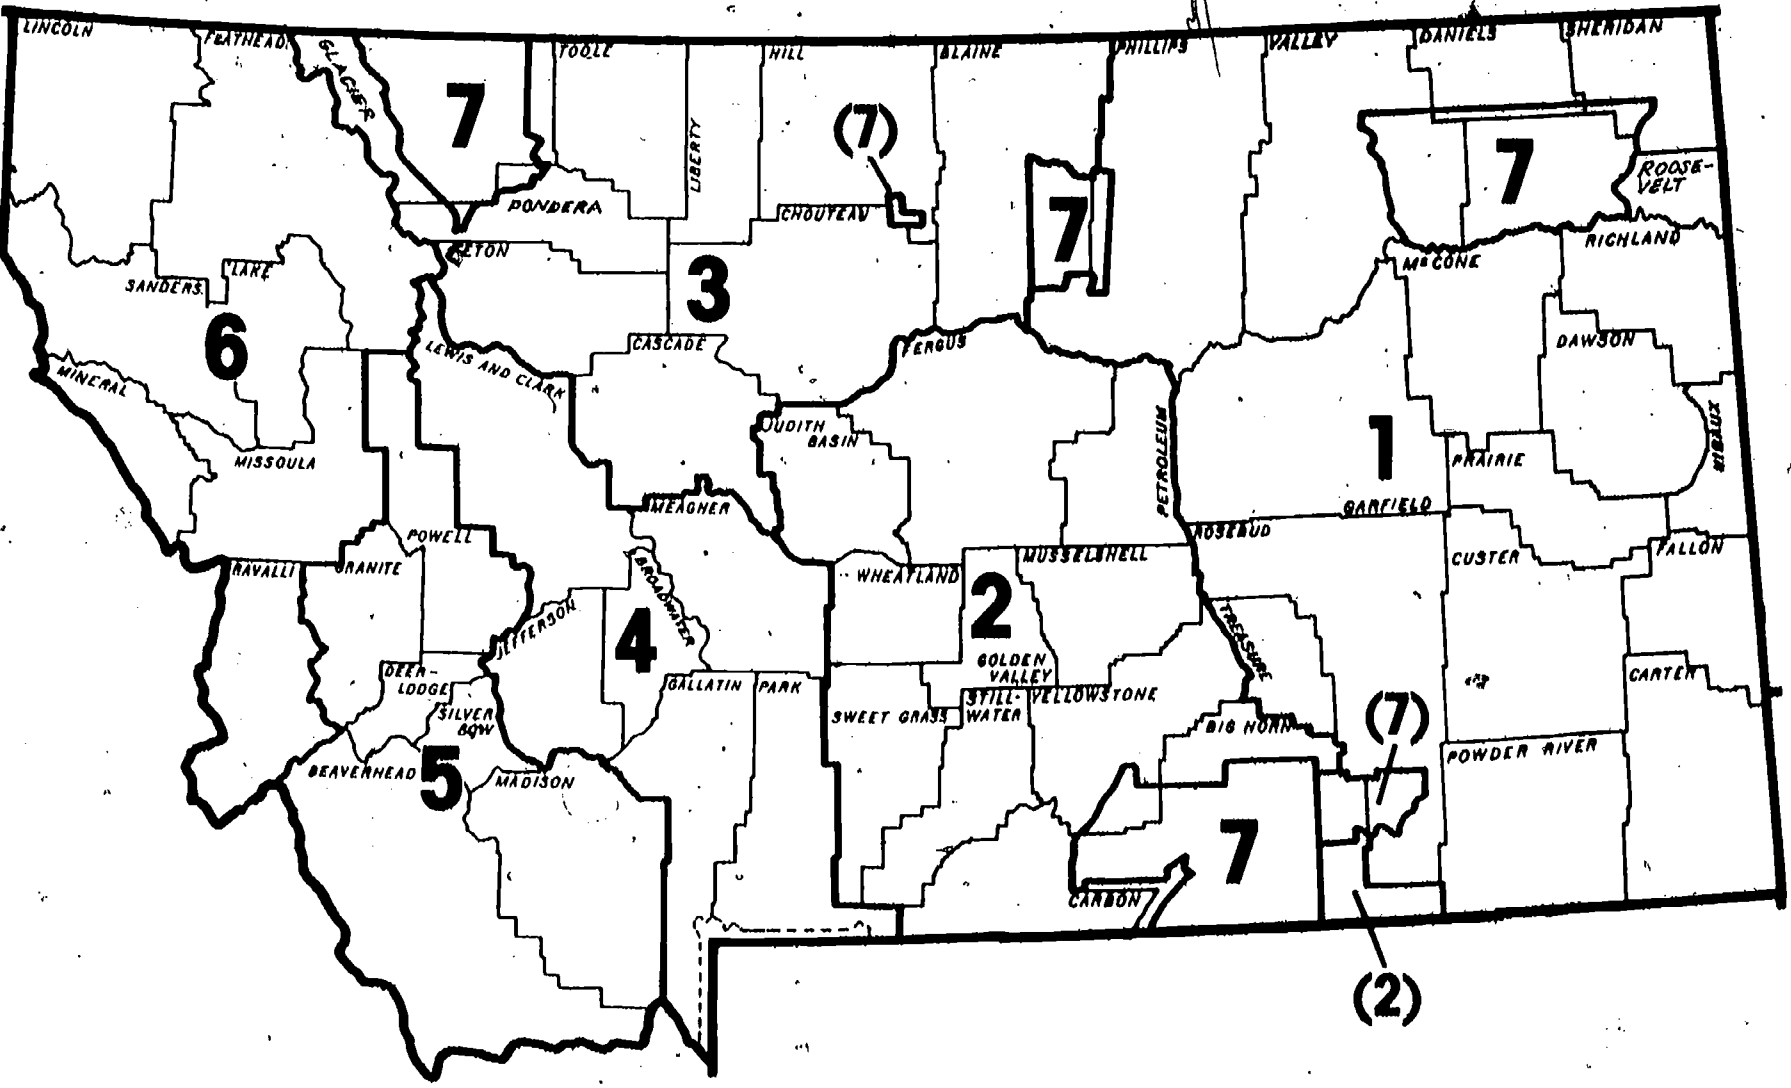 LINCOLN
FLATHEAD
GLACIER
TOOLE
HILL
BLAINE
PHILLIPS
VALLEY
DANIELS
SHERIDAN
7
(7)
LIBERTY
7
ROOSE-
VELT
PONDERA
CHOUTEAU
7
RICHLAND
TETON
McCONE
SANDERS
LAKE
3
6
CASCADE
FERGUS
DAWSON
MINERAL
LEWIS AND CLARK
JUDITH
BASIN
PETROLEUM
1
WIBAUX
MISSOULA
PRAIRIE
MEAGHER
GARFIELD
POWELL
ROSEBUD
RAVALLI
GRANITE
WHEATLAND
MUSSELSHELL
CUSTER
FALLON
BROADWATER
JEFFERSON
4
2
TREASURE
DEER-
LODGE
GALLATIN
PARK
GOLDEN
VALLEY
CARTER
SILVER
BOW
SWEET GRASS
STILL-
WATER
YELLOWSTONE
BIG HORN
(7)
POWDER RIVER
BEAVERHEAD
5
MADISON
7
CARBON
(2)